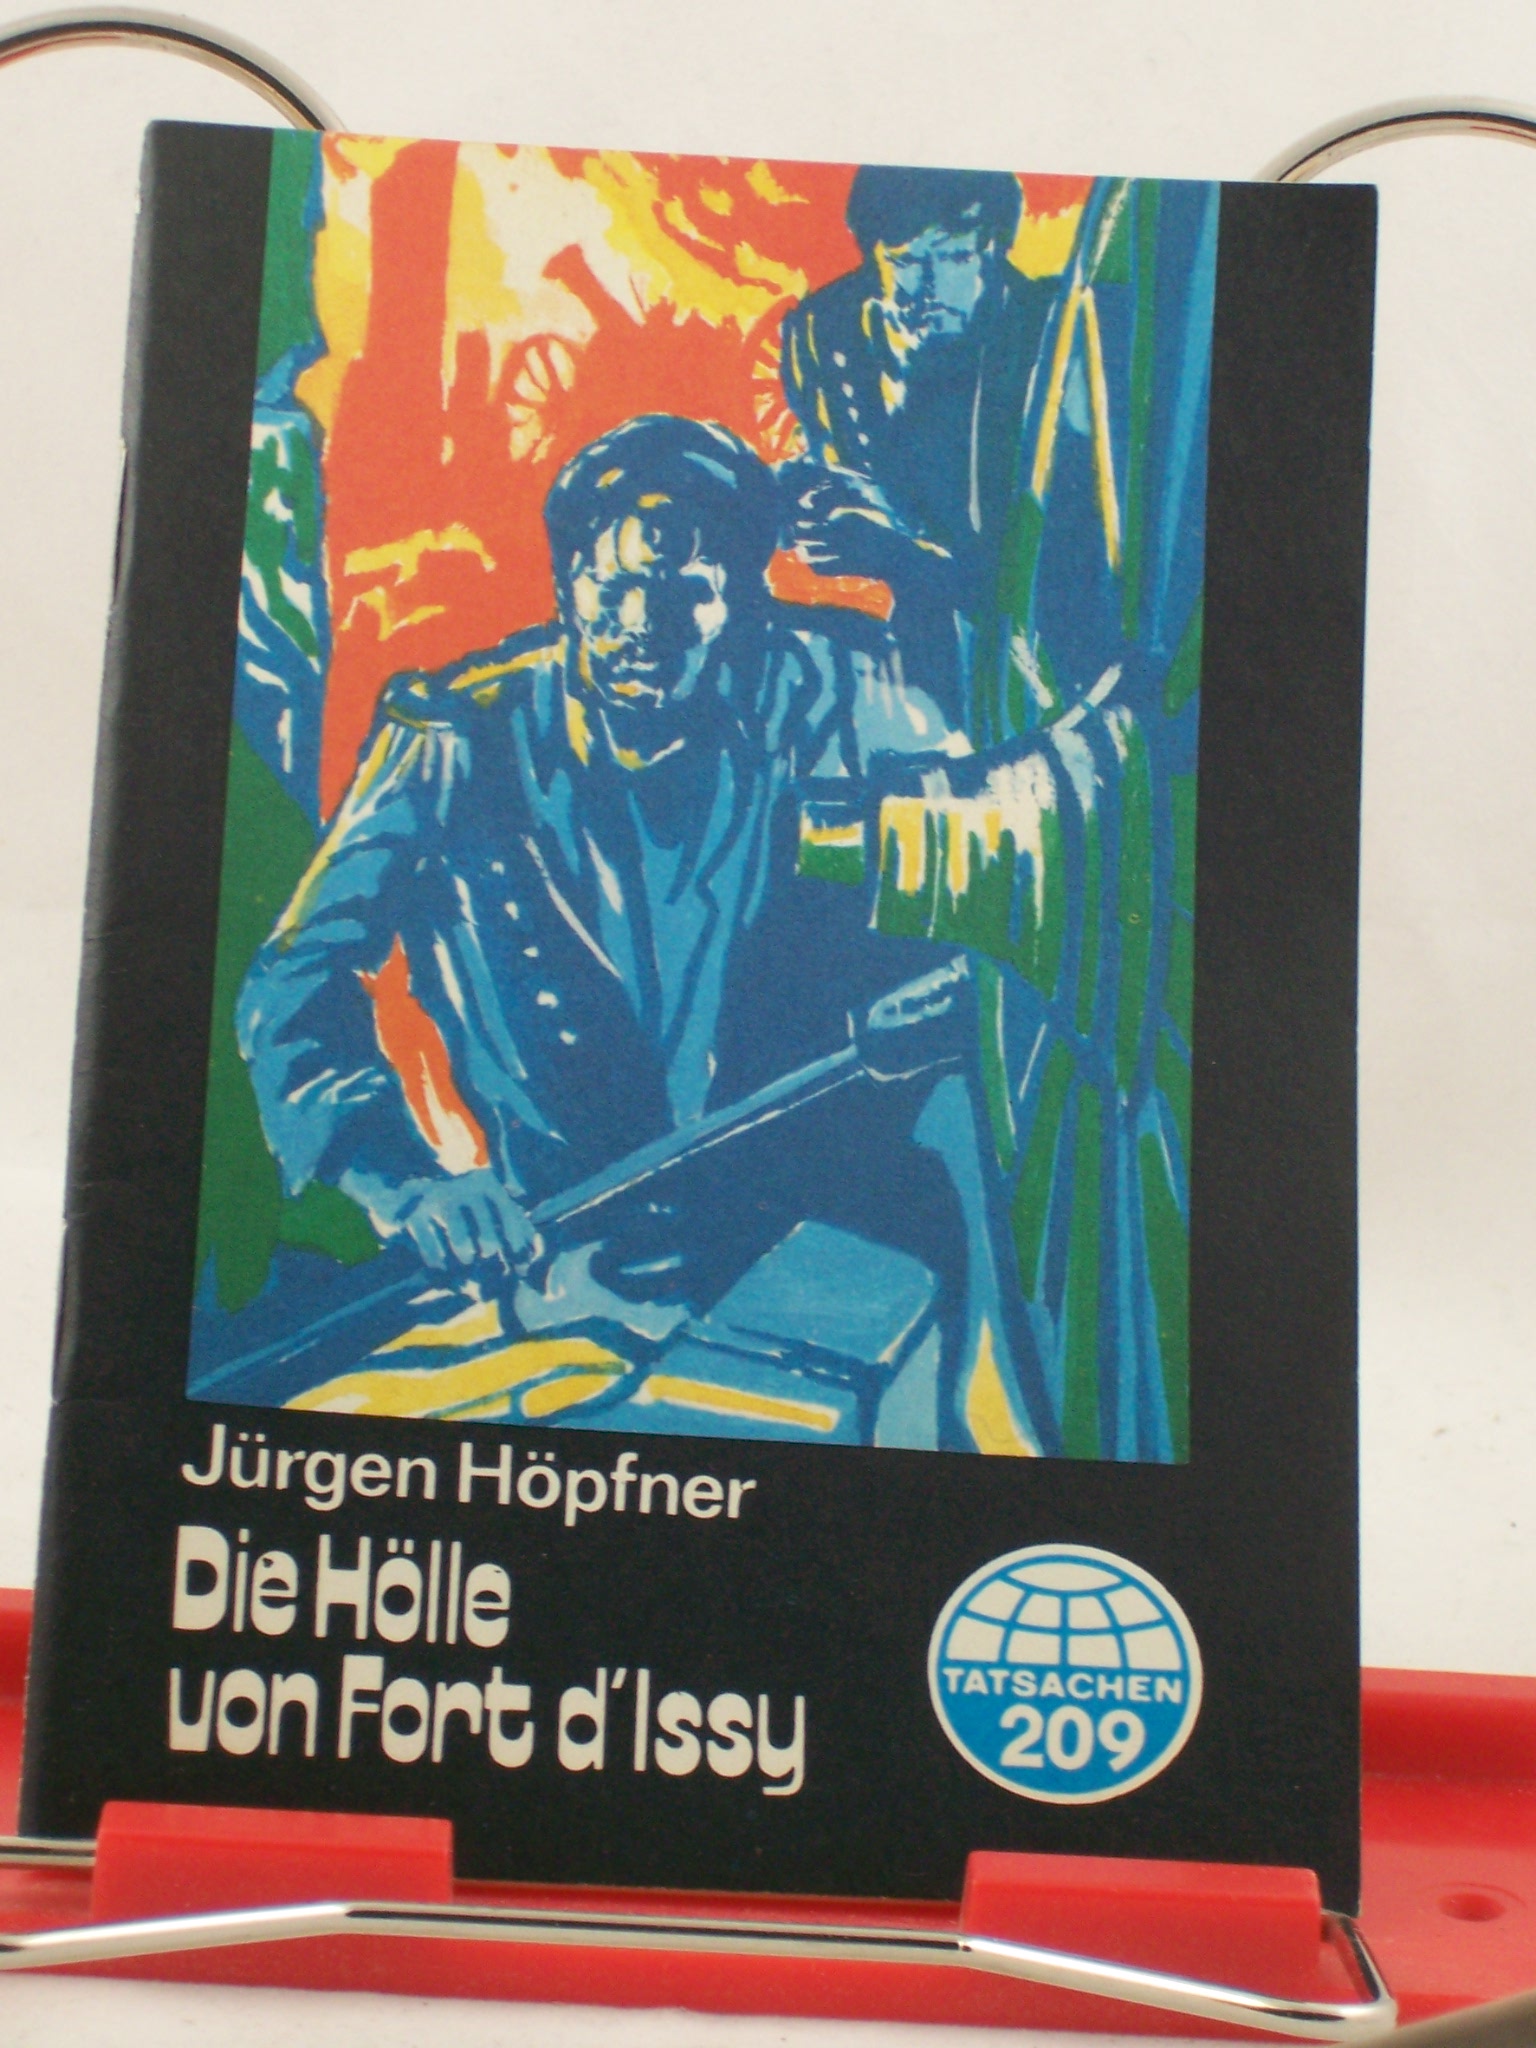 Jürgen Höpfner
Die Hölle
von Fort d'Issy
TATSACHEN
209